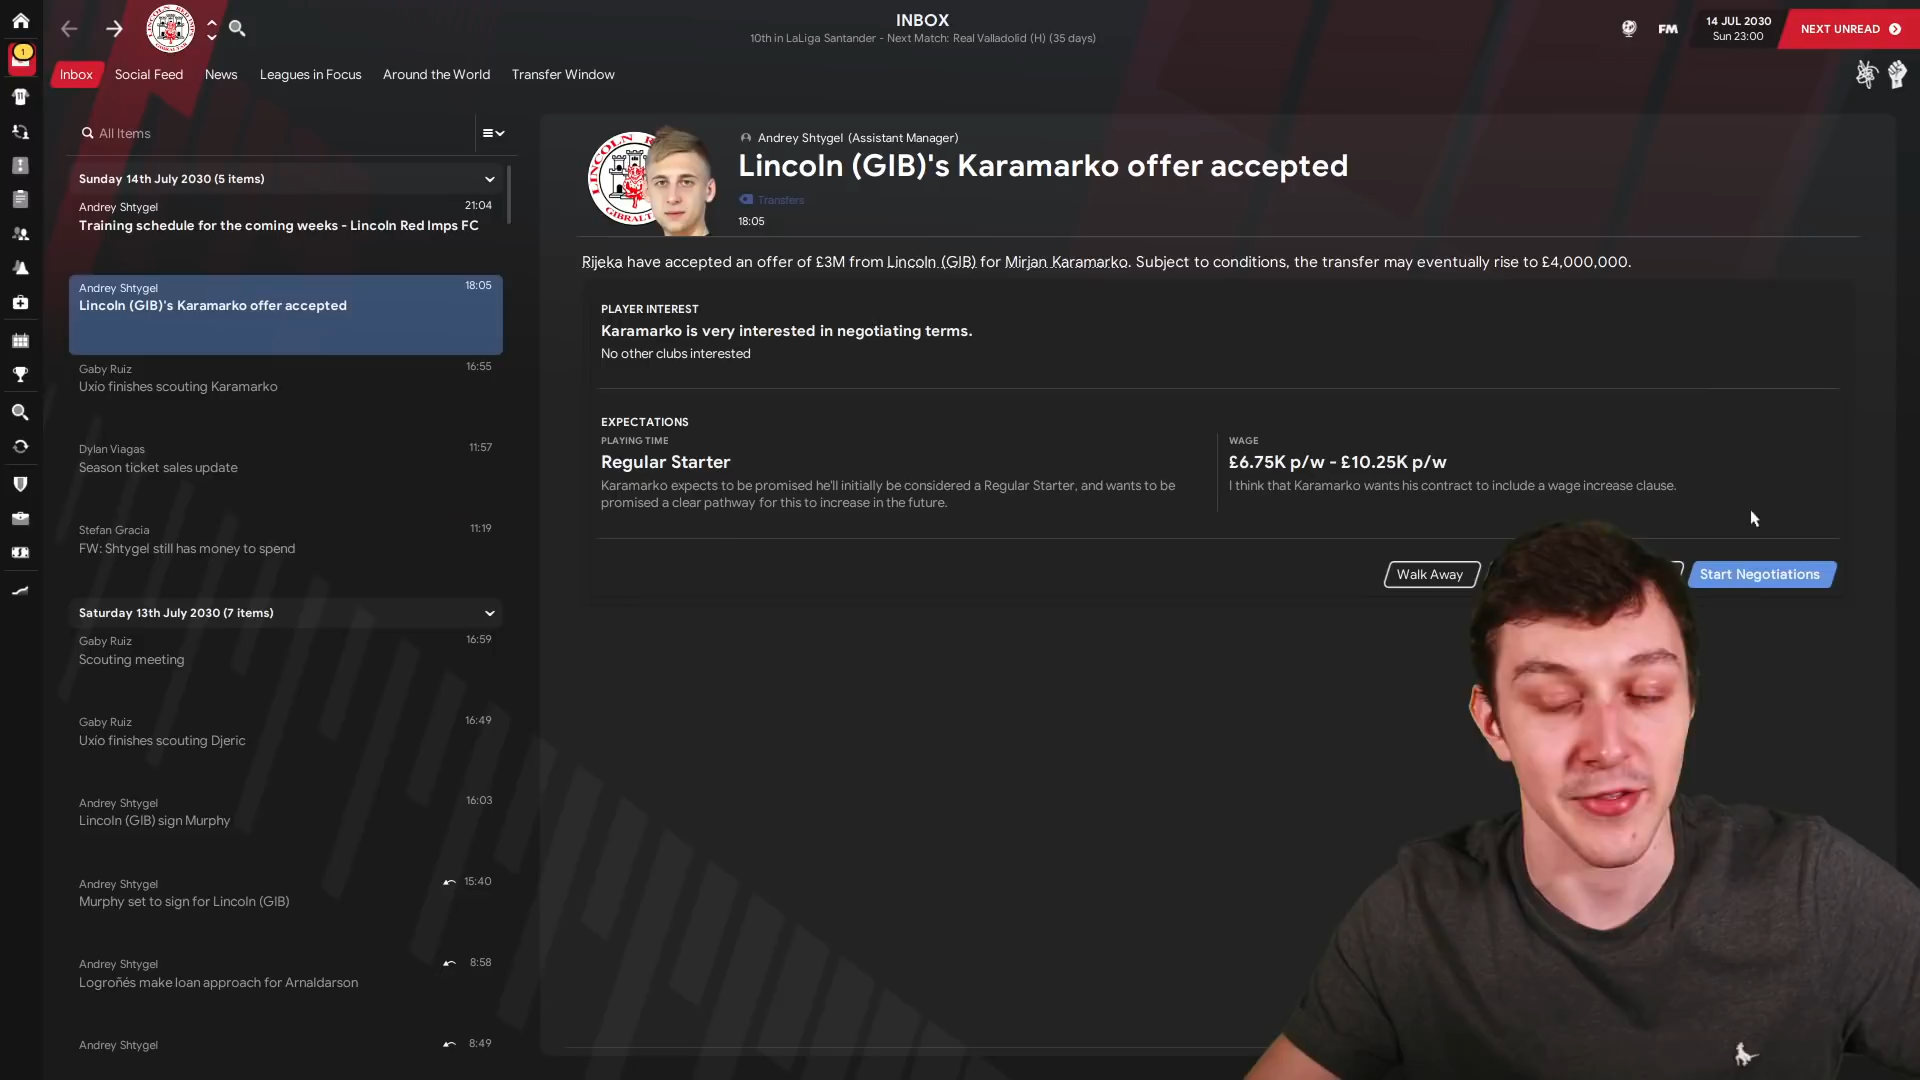 INBOX
10th in LaLiga Santander - Next Match: Real Valladolid (H) (35 days)
FM
14 JUL 2030
Sun 23:00
NEXT UNREAD
1
Inbox
Social Feed
News
Leagues in Focus
Around the World
Transfer Window
All Items
Sunday 14th July 2030 (5 items)
Andrey Shtygel 21:04
Training schedule for the coming weeks - Lincoln Red Imps FC
Andrey Shtygel 18:05
Lincoln (GIB)'s Karamarko offer accepted
Gaby Ruiz 16:55
Uxío finishes scouting Karamarko
Dylan Viagas 11:57
Season ticket sales update
Stefan Gracia 11:19
FW: Shtygel still has money to spend
Saturday 13th July 2030 (7 items)
Gaby Ruiz 16:59
Scouting meeting
Gaby Ruiz 16:49
Uxío finishes scouting Djeric
Andrey Shtygel 16:03
Lincoln (GIB) sign Murphy
Andrey Shtygel 15:40
Murphy set to sign for Lincoln (GIB)
Andrey Shtygel 8:58
Logroñés make loan approach for Arnaldarson
Andrey Shtygel 8:49
Andrey Shtygel (Assistant Manager)
Lincoln (GIB)'s Karamarko offer accepted
Transfers
18:05
Rijeka have accepted an offer of £3M from Lincoln (GIB) for Mirjan Karamarko. Subject to conditions, the transfer may eventually rise to £4,000,000.
PLAYER INTEREST
Karamarko is very interested in negotiating terms.
No other clubs interested
EXPECTATIONS
PLAYING TIME
Regular Starter
Karamarko expects to be promised he'll initially be considered a Regular Starter, and wants to be
promised a clear pathway for this to increase in the future.
WAGE
£6.75K p/w - £10.25K p/w
I think that Karamarko wants his contract to include a wage increase clause.
Walk Away
Start Negotiations